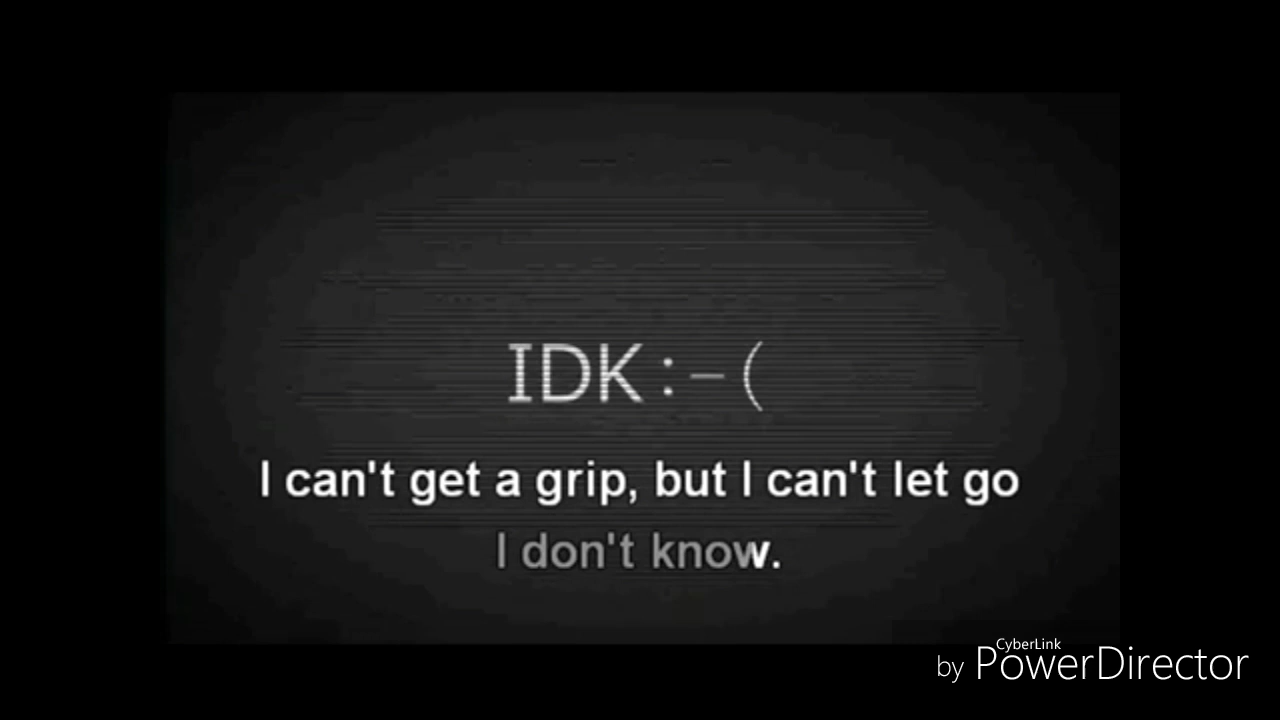 IDK:-(
I can't get a grip, but I can't let go
I don't know.
CyberLink
by PowerDirector